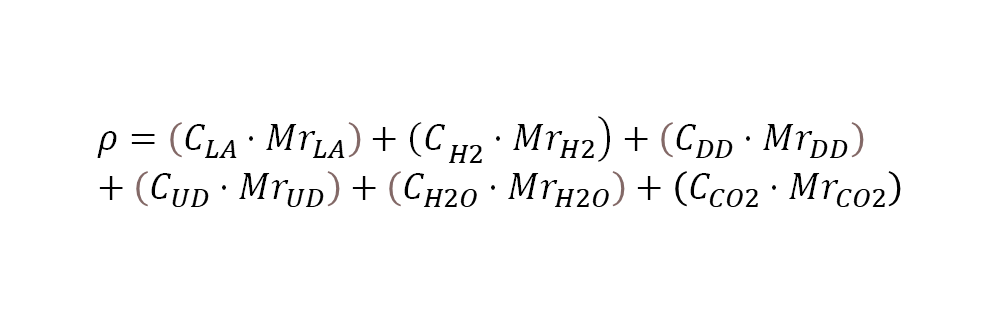 ρ = (C_LA · Mr_LA) + (C_H2 · Mr_H2) + (C_DD · Mr_DD)
+ (C_UD · Mr_UD) + (C_H2O · Mr_H2O) + (C_CO2 · Mr_CO2)